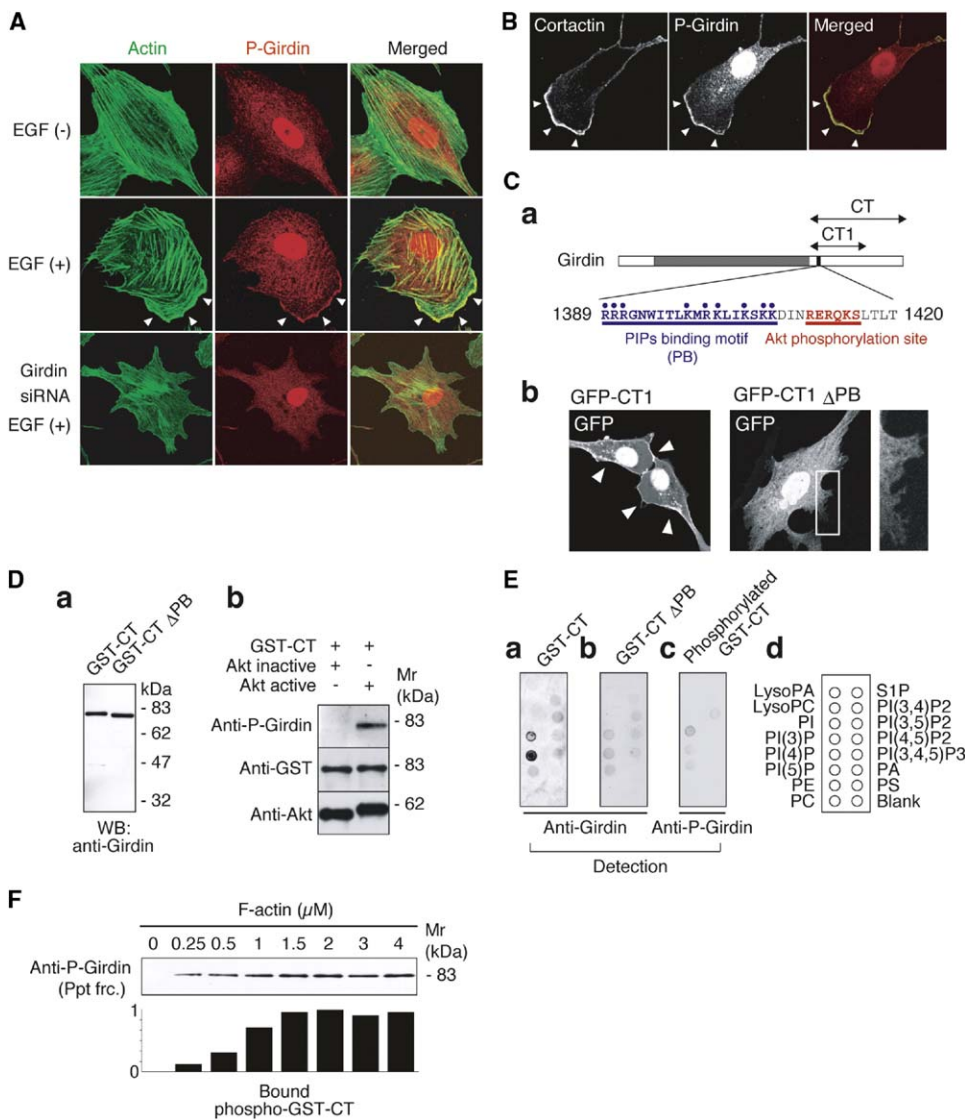 A
Actin P-Girdin Merged
EGF (-)
EGF (+)
Girdin
siRNA
EGF (+)
B
Cortactin P-Girdin Merged
C
a
CT
CT1
Girdin
1389 RRRGNWITLKMRKLIKSKKDINRERQKSLTLT 1420
PIPs binding motif
(PB)
Akt phosphorylation site
b
GFP-CT1 GFP-CT1 ΔPB
GFP GFP
D
a
GST-CT
GST-CT ΔPB
kDa
- 83
- 62
- 47
- 32
WB:
anti-Girdin
b
GST-CT + +
Akt inactive + -
Akt active - +
Mr
(kDa)
Anti-P-Girdin - 83
Anti-GST - 83
Anti-Akt - 62
E
a GST-CT
b GST-CT ΔPB
c Phosphorylated
GST-CT
d
LysoPA S1P
LysoPC PI(3,4)P2
PI PI(3,5)P2
PI(3)P PI(4,5)P2
PI(4)P PI(3,4,5)P3
PI(5)P PA
PE PS
PC Blank
Anti-Girdin Anti-P-Girdin
Detection
F
F-actin (µM)
0 0.25 0.5 1 1.5 2 3 4
Mr
(kDa)
Anti-P-Girdin
(Ppt frc.)
- 83
1
0
Bound
phospho-GST-CT